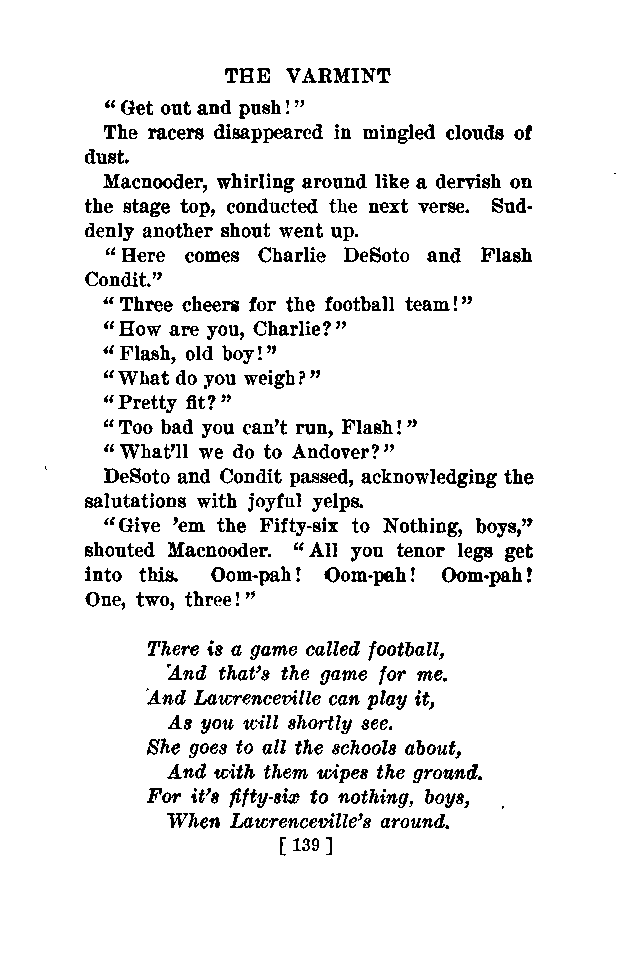 THE VARMINT
"Get out and push!"
The racers disappeared in mingled clouds of
dust.
Macnooder, whirling around like a dervish on
the stage top, conducted the next verse. Sud-
denly another shout went up.
"Here comes Charlie DeSoto and Flash
Condit."
"Three cheers for the football team!"
"How are you, Charlie?"
"Flash, old boy!"
"What do you weigh?"
"Pretty fit?"
"Too bad you can't run, Flash!"
"What'll we do to Andover?"
DeSoto and Condit passed, acknowledging the
salutations with joyful yelps.
"Give 'em the Fifty-six to Nothing, boys,"
shouted Macnooder. "All you tenor legs get
into this. Oom-pah! Oom-pah! Oom-pah!
One, two, three!"
There is a game called football,
And that's the game for me.
And Lawrenceville can play it,
As you will shortly see.
She goes to all the schools about,
And with them wipes the ground.
For it's fifty-six to nothing, boys,
When Lawrenceville's around.
[ 139 ]